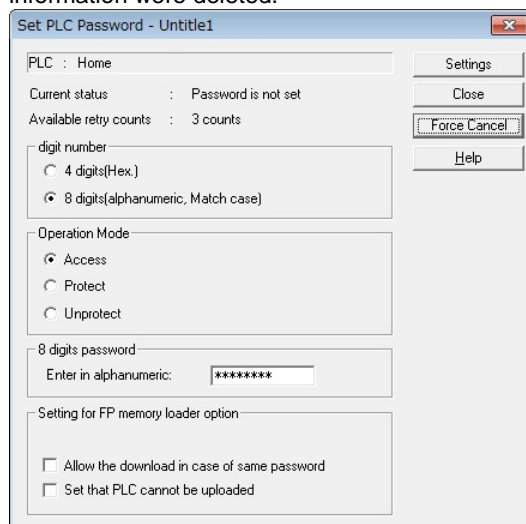 information were deleted.
Set PLC Password - Untitle1
PLC : Home
Settings
Current status : Password is not set
Close
Available retry counts : 3 counts
Force Cancel
digit number
Help
4 digits(Hex.)
8 digits(alphanumeric, Match case)
Operation Mode
Access
Protect
Unprotect
8 digits password
Enter in alphanumeric: ********
Setting for FP memory loader option
Allow the download in case of same password
Set that PLC cannot be uploaded